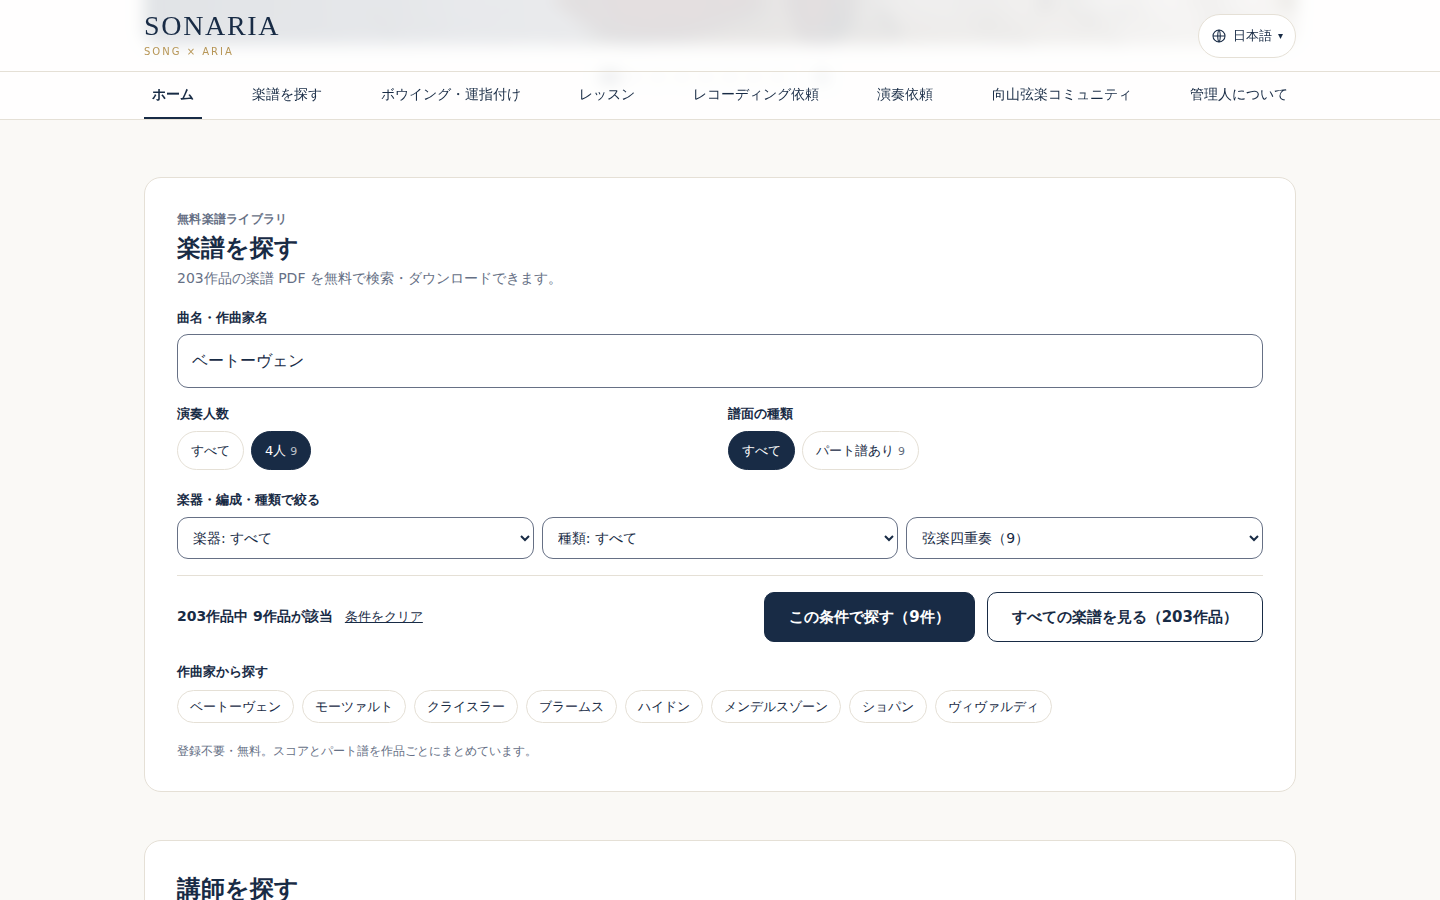 SONARIA
SONG × ARIA
日本語 ▾
ホーム
楽譜を探す
ボウイング・運指付け
レッスン
レコーディング依頼
演奏依頼
向山弦楽コミュニティ
管理人について
無料楽譜ライブラリ
楽譜を探す
203作品の楽譜 PDF を無料で検索・ダウンロードできます。
曲名・作曲家名
ベートーヴェン
演奏人数
すべて
4人 9
譜面の種類
すべて
パート譜あり 9
楽器・編成・種類で絞る
楽器: すべて
種類: すべて
弦楽四重奏（9）
203作品中 9作品が該当
条件をクリア
この条件で探す（9件）
すべての楽譜を見る（203作品）
作曲家から探す
ベートーヴェン
モーツァルト
クライスラー
ブラームス
ハイドン
メンデルスゾーン
ショパン
ヴィヴァルディ
登録不要・無料。スコアとパート譜を作品ごとにまとめています。
講師を探す